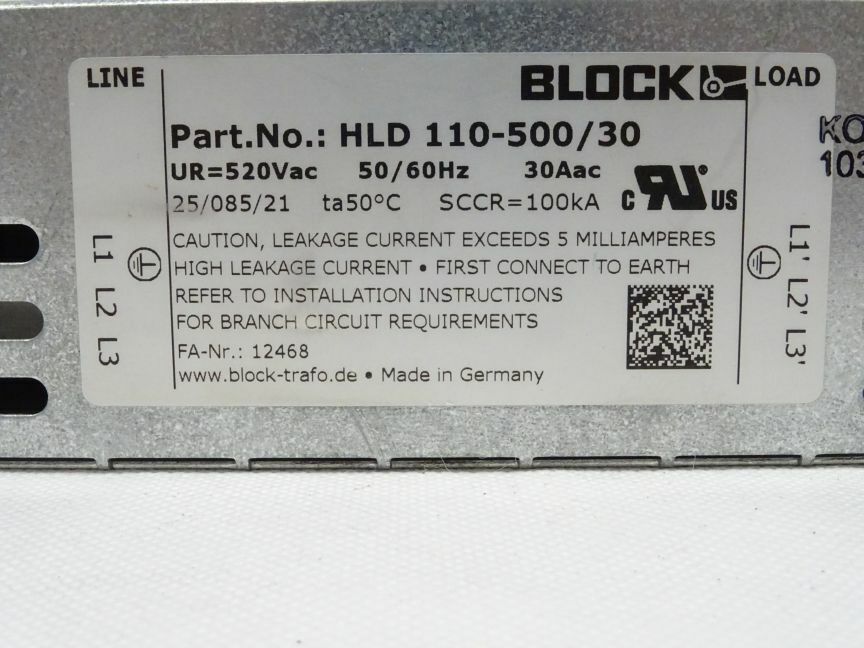 LINE
BLOCK
LOAD
Part.No.: HLD 110-500/30
UR=520Vac 50/60Hz 30Aac
25/085/21 ta50°C SCCR=100kA
C US
CAUTION, LEAKAGE CURRENT EXCEEDS 5 MILLIAMPERES
HIGH LEAKAGE CURRENT • FIRST CONNECT TO EARTH
REFER TO INSTALLATION INSTRUCTIONS
FOR BRANCH CIRCUIT REQUIREMENTS
FA-Nr.: 12468
www.block-trafo.de • Made in Germany
L1 L2 L3
L1' L2' L3'
KO
103